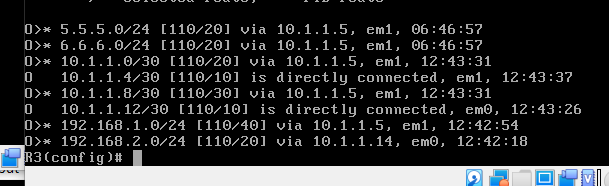 O>* 5.5.5.0/24 [110/20] via 10.1.1.5, em1, 06:46:57
O>* 6.6.6.0/24 [110/20] via 10.1.1.5, em1, 06:46:57
O>* 10.1.1.0/30 [110/20] via 10.1.1.5, em1, 12:43:31
O   10.1.1.4/30 [110/10] is directly connected, em1, 12:43:37
O>* 10.1.1.8/30 [110/20] via 10.1.1.5, em1, 12:43:31
O   10.1.1.12/30 [110/10] is directly connected, em0, 12:43:26
O>* 192.168.1.0/24 [110/40] via 10.1.1.5, em1, 12:42:54
O>* 192.168.2.0/24 [110/20] via 10.1.1.14, em0, 12:42:18
R3(config)#